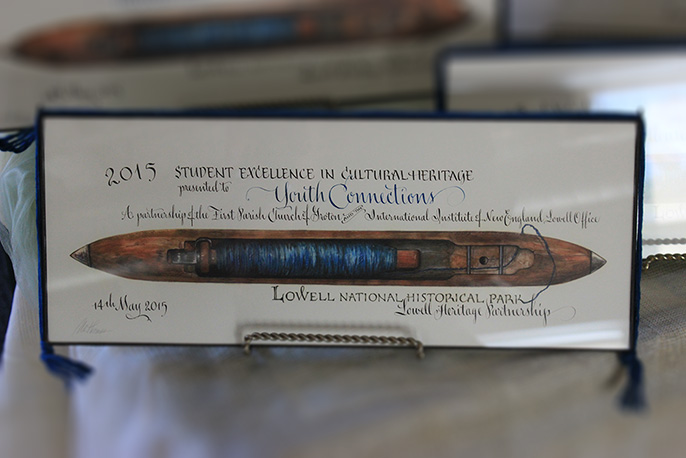 2015 STUDENT EXCELLENCE IN CULTURAL HERITAGE
presented to Youth Connections
A partnership of the First Parish Church of Groton, and the International Institute of New England, Lowell Office
LOWELL NATIONAL HISTORICAL PARK
14th May 2015 Lowell Heritage Partnership